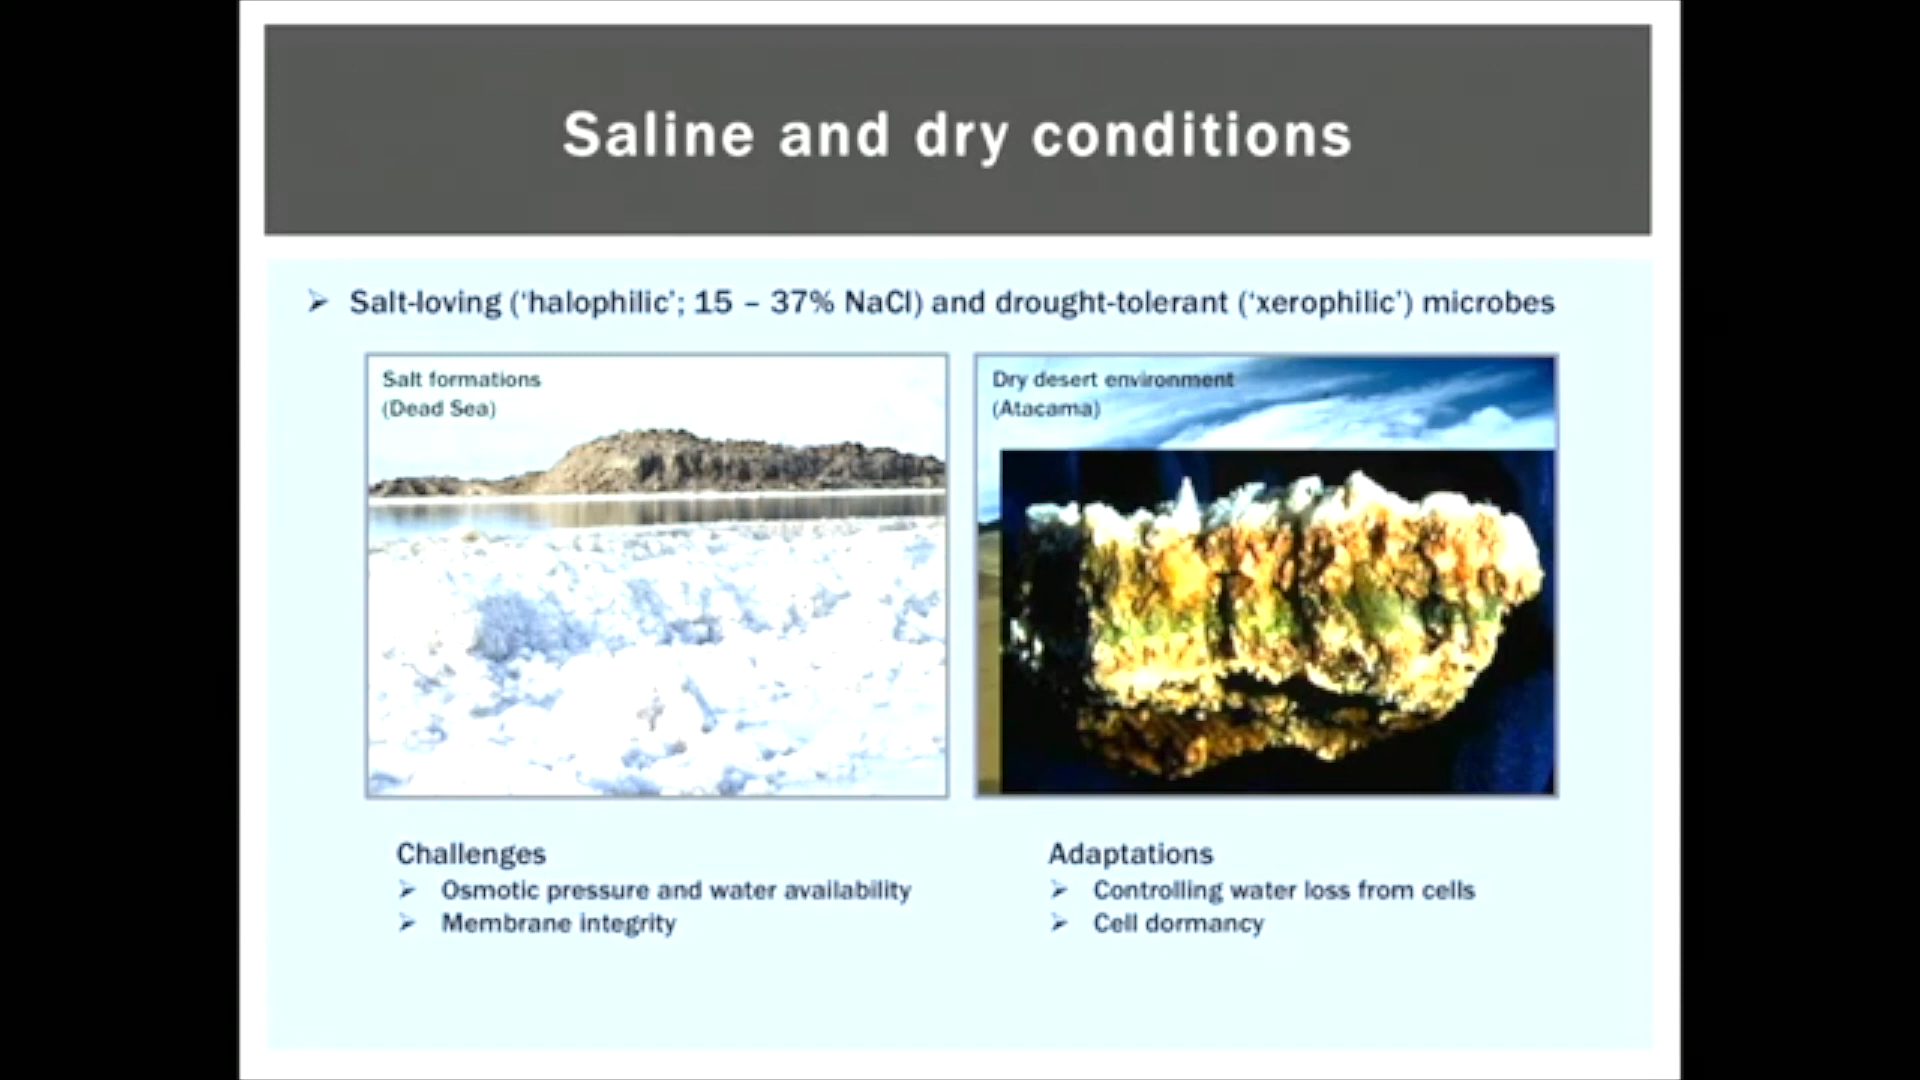 Saline and dry conditions
➢ Salt-loving (‘halophilic’; 15 – 37% NaCl) and drought-tolerant (‘xerophilic’) microbes
Salt formations
(Dead Sea)
Dry desert environment
(Atacama)
Challenges
➢ Osmotic pressure and water availability
➢ Membrane integrity
Adaptations
➢ Controlling water loss from cells
➢ Cell dormancy